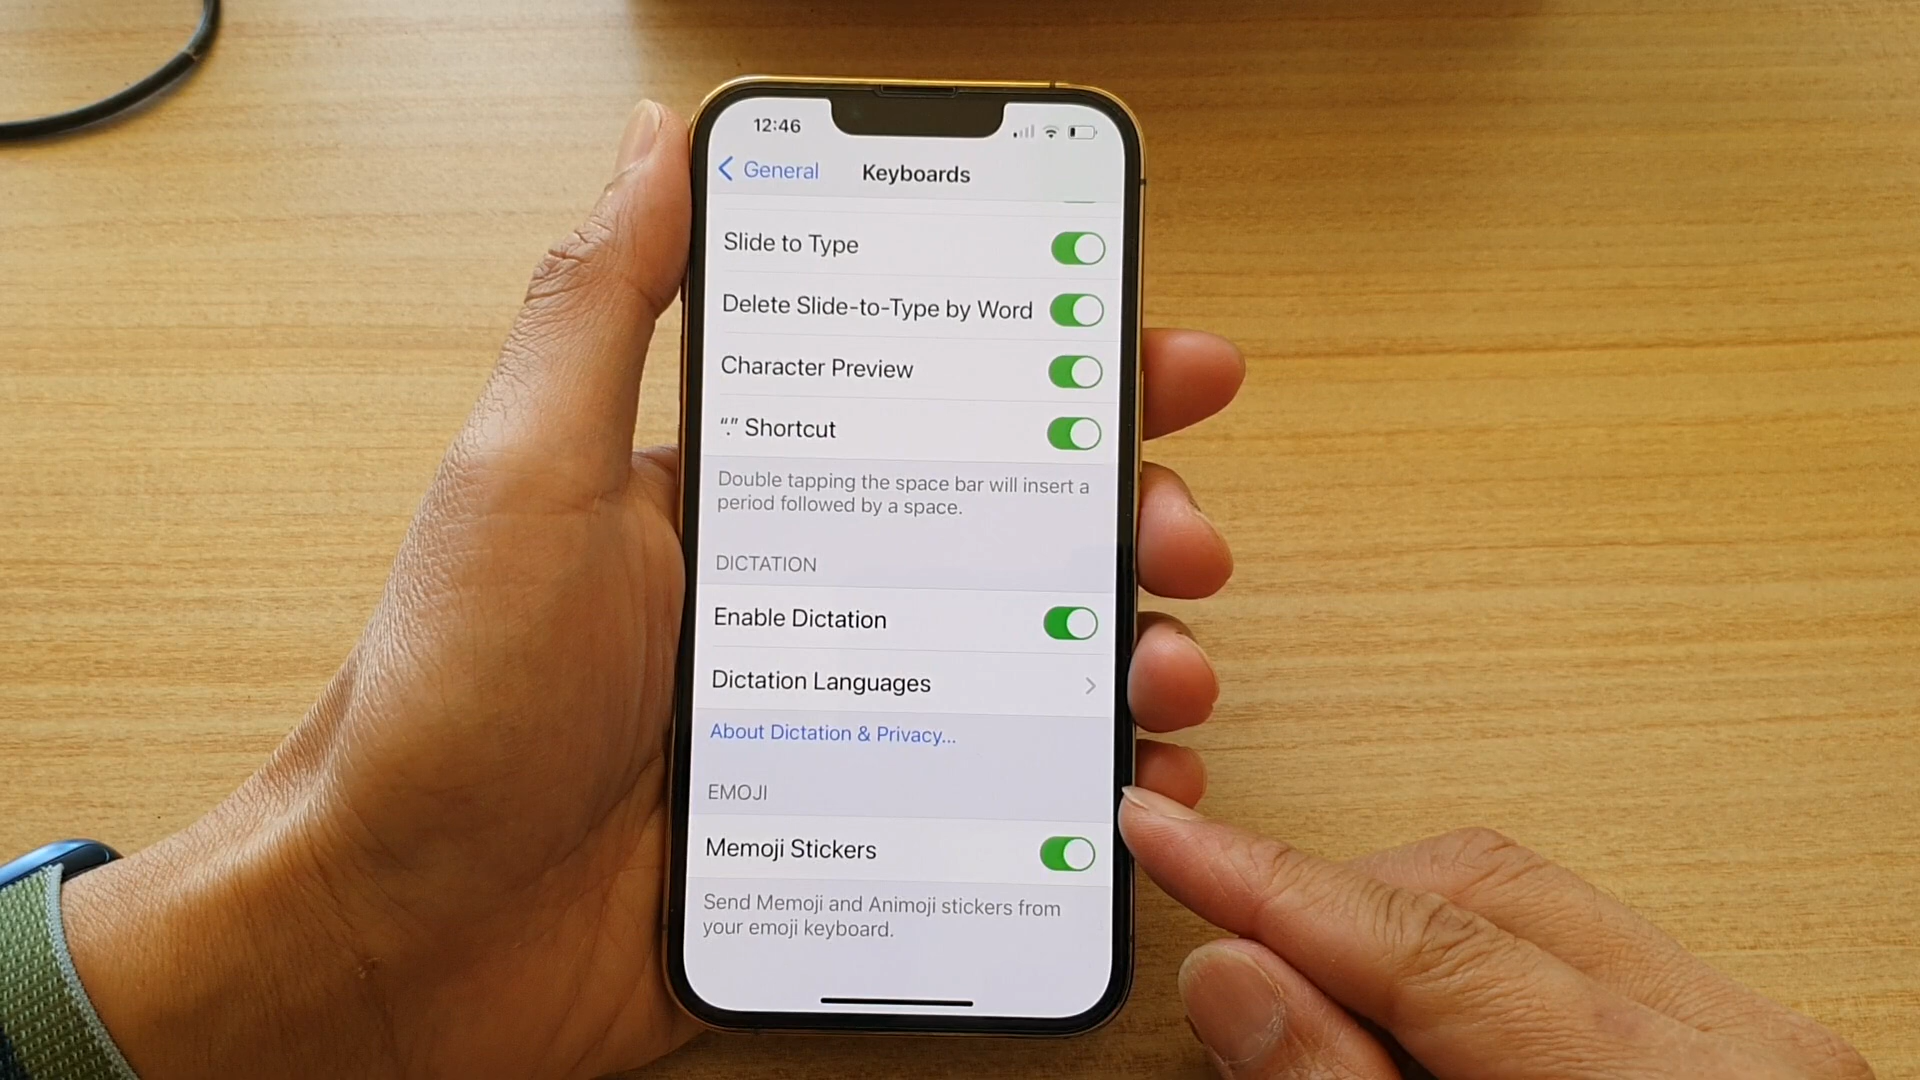 12:46
General Keyboards
Slide to Type
Delete Slide-to-Type by Word
Character Preview
“.” Shortcut
Double tapping the space bar will insert a
period followed by a space.
DICTATION
Enable Dictation
Dictation Languages
About Dictation & Privacy...
EMOJI
Memoji Stickers
Send Memoji and Animoji stickers from
your emoji keyboard.